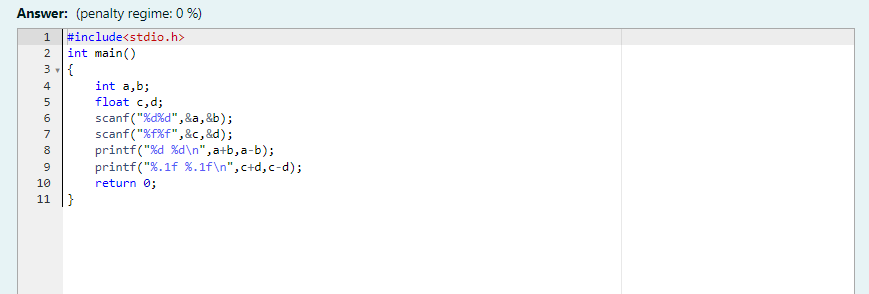 Answer: (penalty regime: 0 %)
1 #include<stdio.h>
2 int main()
3 {
4 int a,b;
5 float c,d;
6 scanf("%d%d",&a,&b);
7 scanf("%f%f",&c,&d);
8 printf("%d %d\n",a+b,a-b);
9 printf("%.1f %.1f\n",c+d,c-d);
10 return 0;
11 }